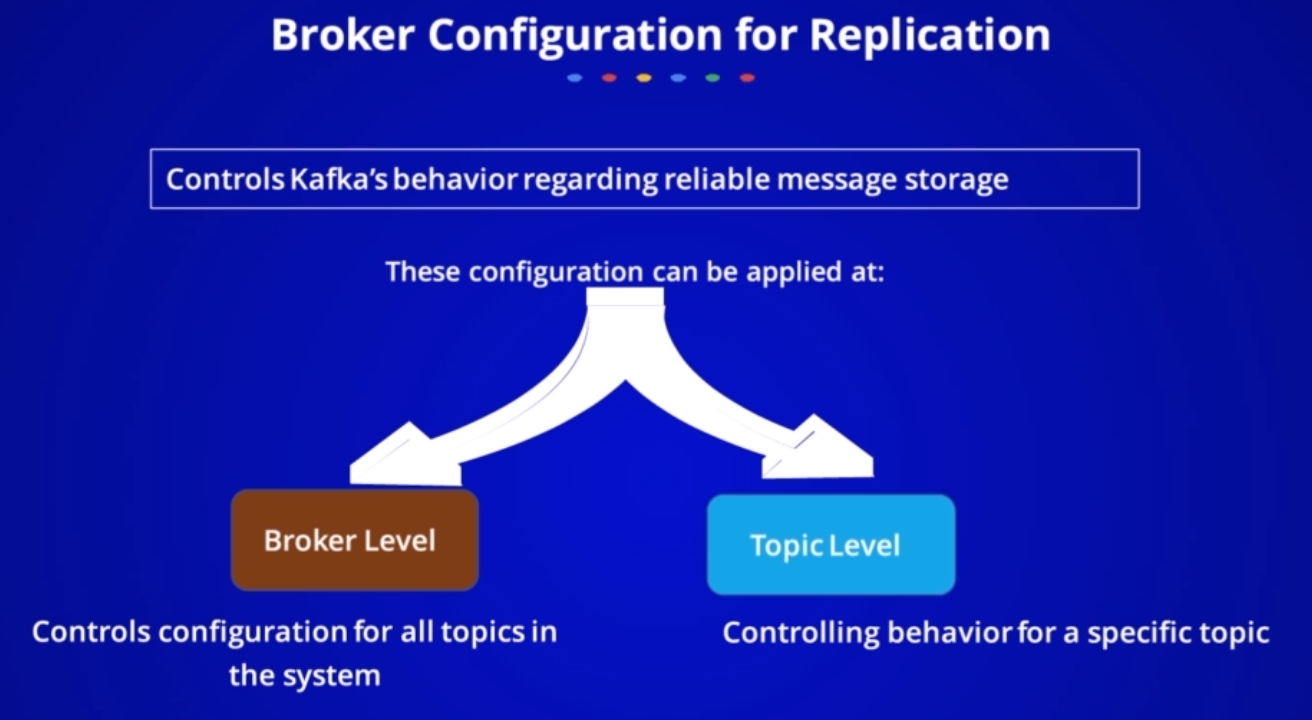 Broker Configuration for Replication
Controls Kafka's behavior regarding reliable message storage
These configuration can be applied at:
Broker Level
Topic Level
Controls configuration for all topics in
the system
Controlling behavior for a specific topic